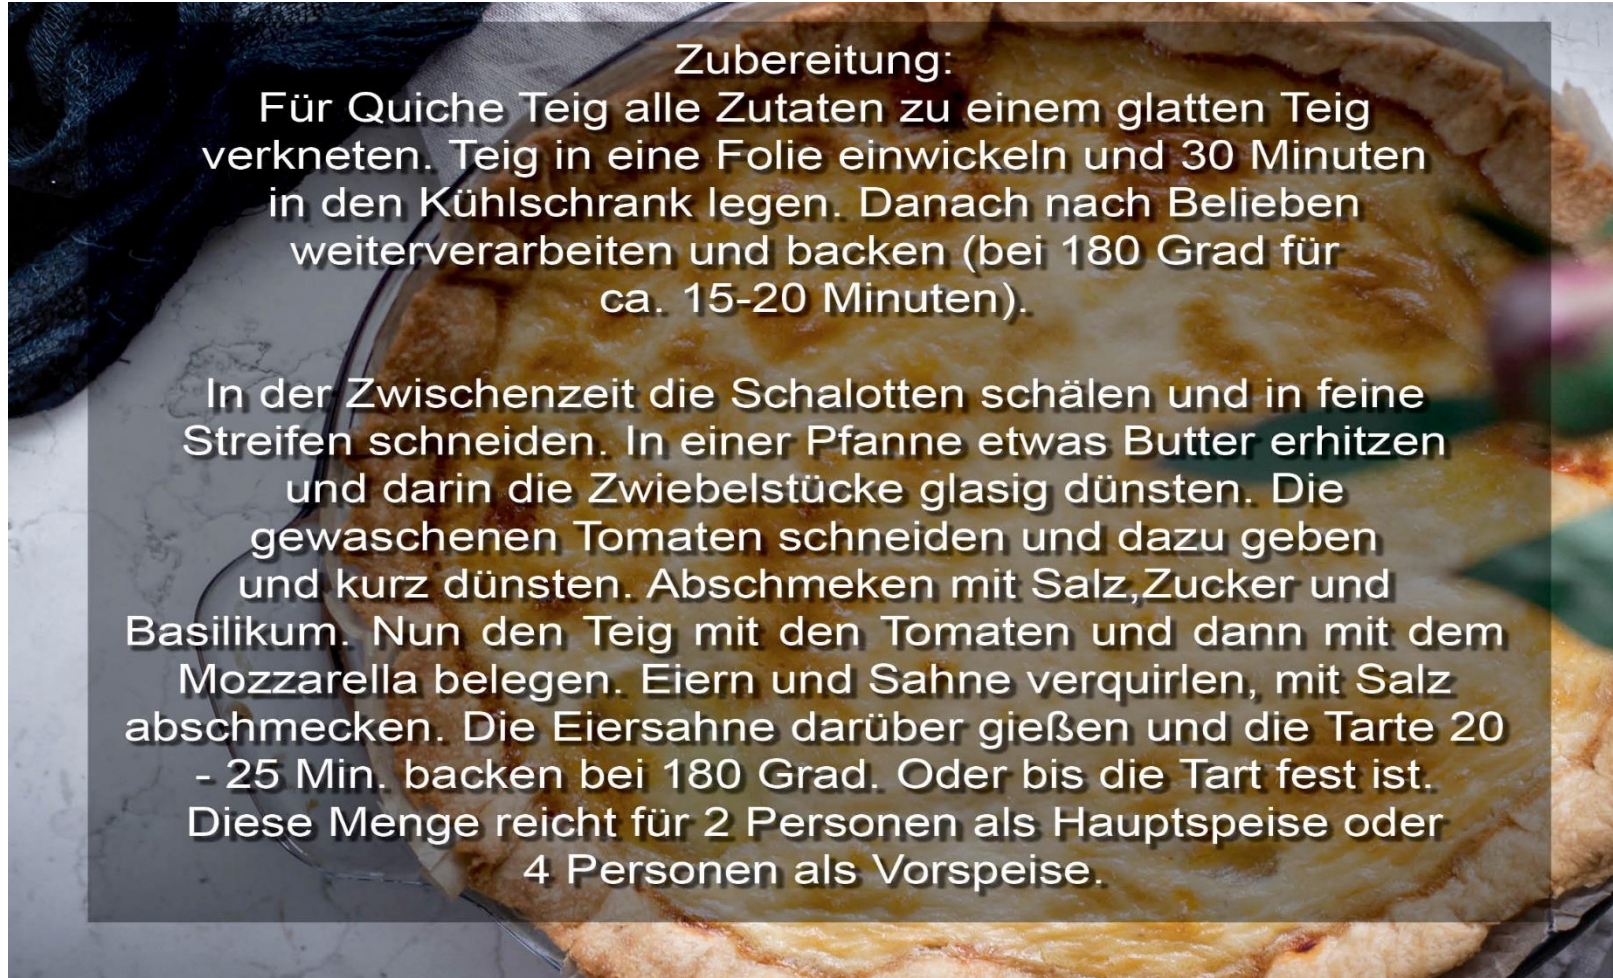 Zubereitung:
Für Quiche Teig alle Zutaten zu einem glatten Teig
verkneten. Teig in eine Folie einwickeln und 30 Minuten
in den Kühlschrank legen. Danach nach Belieben
weiterverarbeiten und backen (bei 180 Grad für
ca. 15-20 Minuten).
In der Zwischenzeit die Schalotten schälen und in feine
Streifen schneiden. In einer Pfanne etwas Butter erhitzen
und darin die Zwiebelstücke glasig dünsten. Die
gewaschenen Tomaten schneiden und dazu geben
und kurz dünsten. Abschmeken mit Salz,Zucker und
Basilikum. Nun den Teig mit den Tomaten und dann mit dem
Mozzarella belegen. Eiern und Sahne verquirlen, mit Salz
abschmecken. Die Eiersahne darüber gießen und die Tarte 20
- 25 Min. backen bei 180 Grad. Oder bis die Tart fest ist.
Diese Menge reicht für 2 Personen als Hauptspeise oder
4 Personen als Vorspeise.